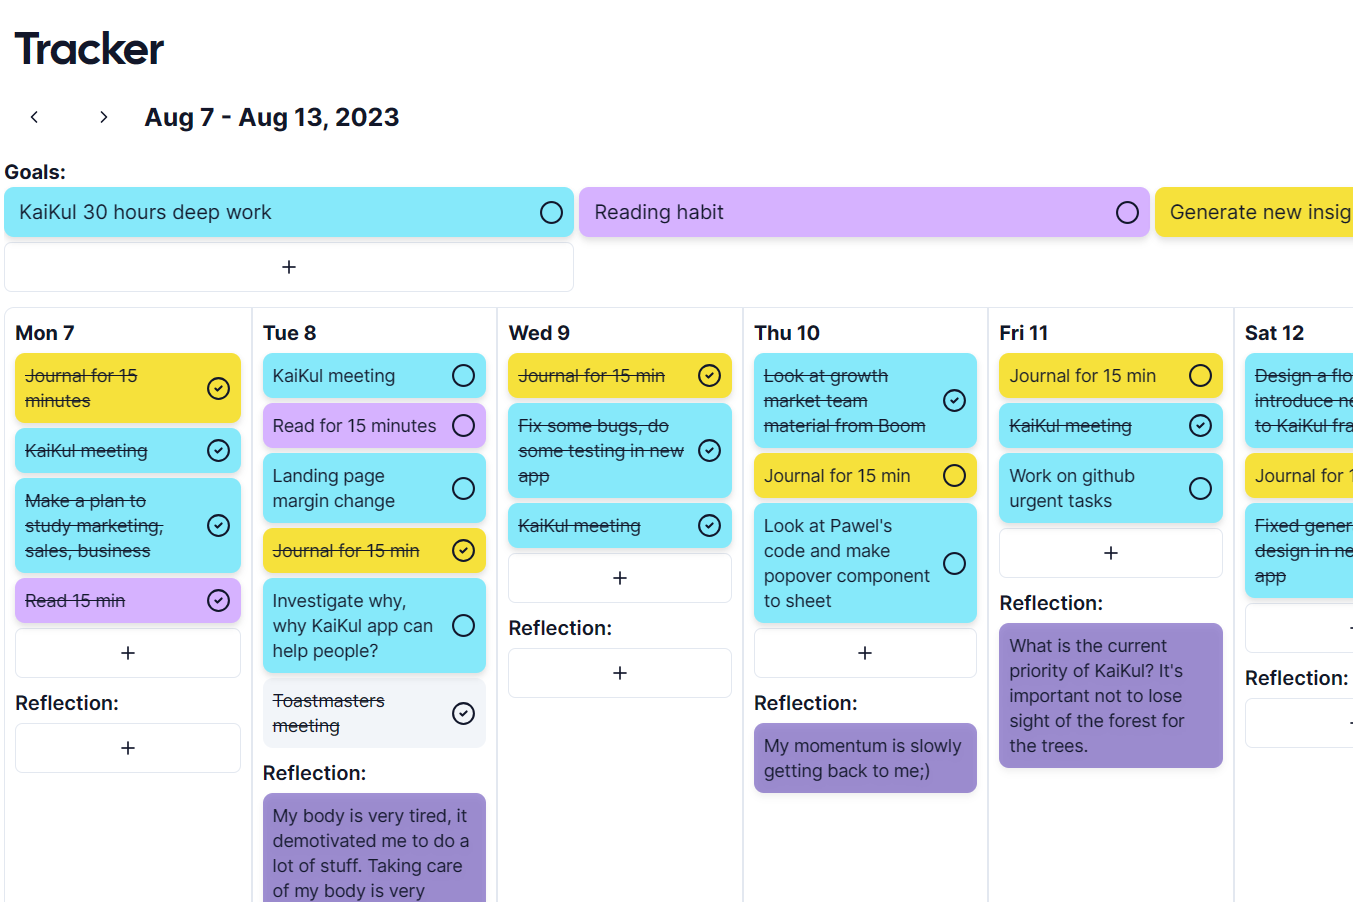 Tracker
Aug 7 - Aug 13, 2023
Goals:
KaiKul 30 hours deep work
Reading habit
Generate new
Mon 7
Journal for 15
minutes
KaiKul meeting
Make a plan to
study marketing,
sales, business
Read 15 min
Reflection:
Tue 8
KaiKul meeting
Read for 15 minutes
Landing page
margin change
Journal for 15 min
Investigate why,
why KaiKul app can
help people?
Toastmasters
meeting
Reflection:
My body is very tired, it
demotivated me to do a
lot of stuff. Taking care
of my body is very
Wed 9
Journal for 15 min
Fix some bugs, do
some testing in new
app
KaiKul meeting
Reflection:
Thu 10
Look at growth
market team
material from Boom
Journal for 15 min
Look at Pawel's
code and make
popover component
to sheet
Reflection:
My momentum is slowly
getting back to me;)
Fri 11
Journal for 15 min
KaiKul meeting
Work on github
urgent tasks
Reflection:
What is the current
priority of KaiKul? It's
important not to lose
sight of the forest for
the trees.
Sat 12
Design a
introduce
to KaiKul
Journal for
Fixed
design in
app
Reflection: